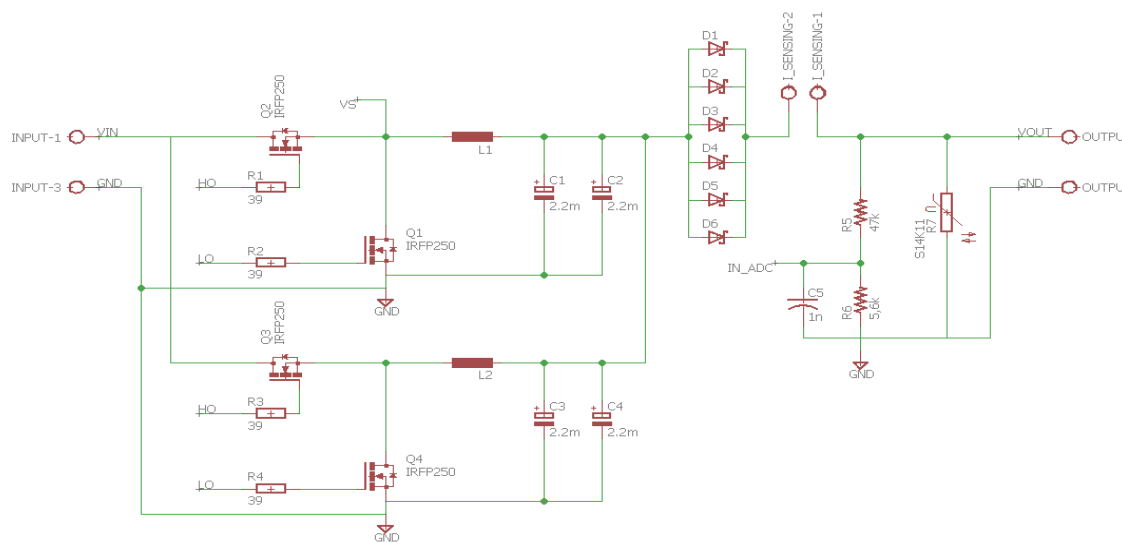 I_SENSING-2
I_SENSING-1
D1
D2
D3
D4
D5
D6
Q2
IRFP250
VS
INPUT-1
VIN
L1
VOUT
OUTPU
INPUT-3
GND
R1
HO
39
C1
2.2m
C2
2.2m
GND
OUTPU
R5
47k
S14K11
R7
U
Q1
IRFP250
R2
LO
39
IN_ADC
C5
1n
R6
5,6k
GND
Q3
IRFP250
L2
GND
R3
HO
39
C3
2.2m
C4
2.2m
Q4
IRFP250
R4
LO
39
GND